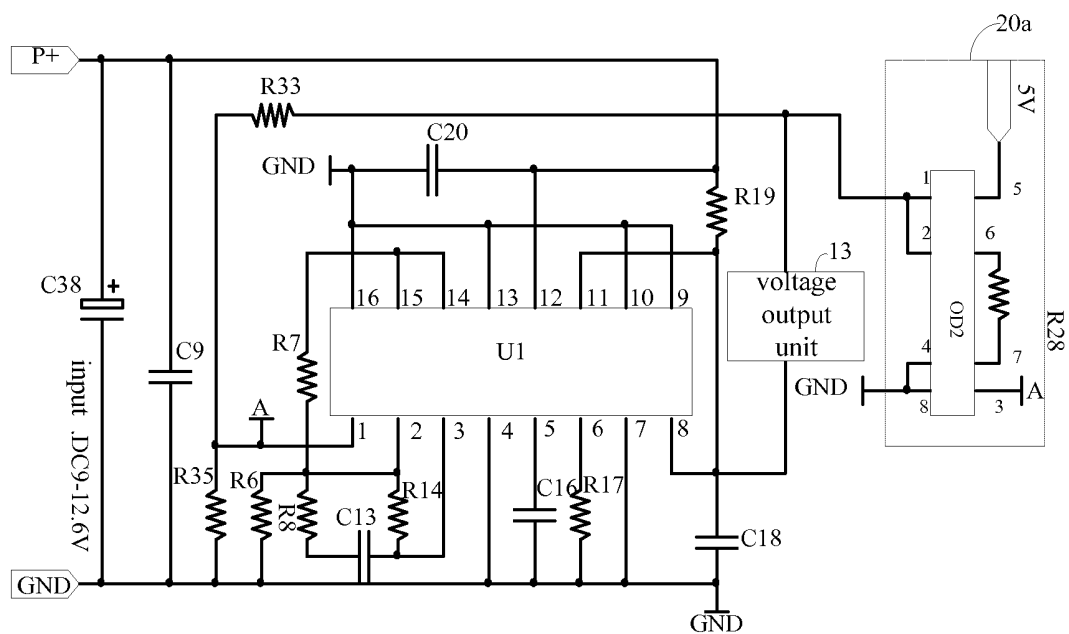 20a
P+
R33
5V
C20
GND
1
5
R19
2
6
13
C38
+
16
15
14
13
12
11
10
9
voltage
output
unit
OD2
R28
R7
C9
U1
4
7
GND
A
A
8
3
1
2
3
4
5
6
7
8
input .DC9-12.6V
R35
R6
R8
R14
C13
C16
R17
C18
GND
GND